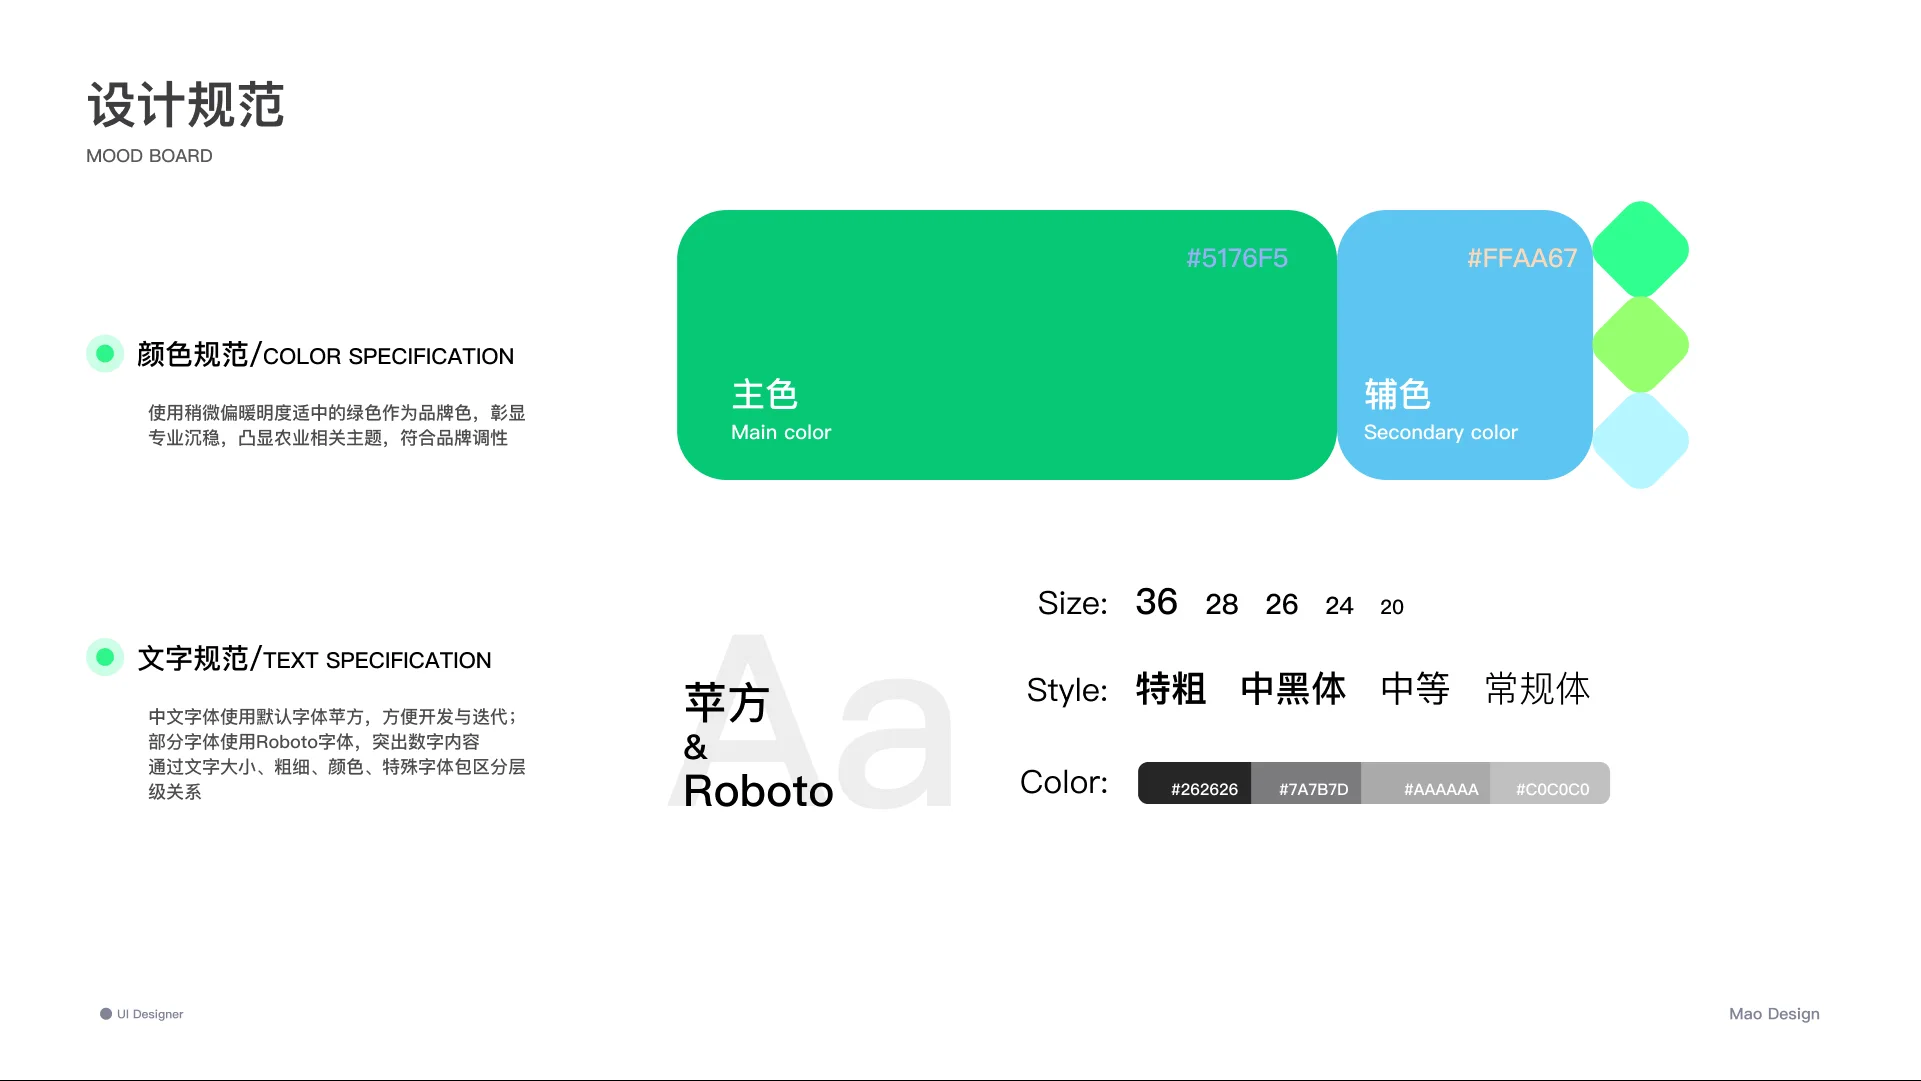 设计规范
MOOD BOARD
颜色规范/COLOR SPECIFICATION
使用稍微偏暖明度适中的绿色作为品牌色，彰显
专业沉稳，凸显农业相关主题，符合品牌调性
#5176F5
主色
Main color
#FFAA67
辅色
Secondary color
文字规范/TEXT SPECIFICATION
中文字体使用默认字体苹方，方便开发与迭代；
部分字体使用Roboto字体，突出数字内容
通过文字大小、粗细、颜色、特殊字体包区分层
级关系
Aa
苹方
&
Roboto
Size: 36 28 26 24 20
Style: 特粗 中黑体 中等 常规体
Color: #262626 #7A7B7D #AAAAAA #C0C0C0
UI Designer
Mao Design